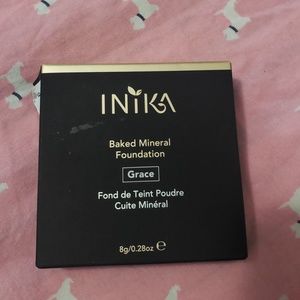 INIKA
Baked Mineral
Foundation
Grace
Fond de Teint Poudre
Cuite Minéral
8g/0.28oz ℮